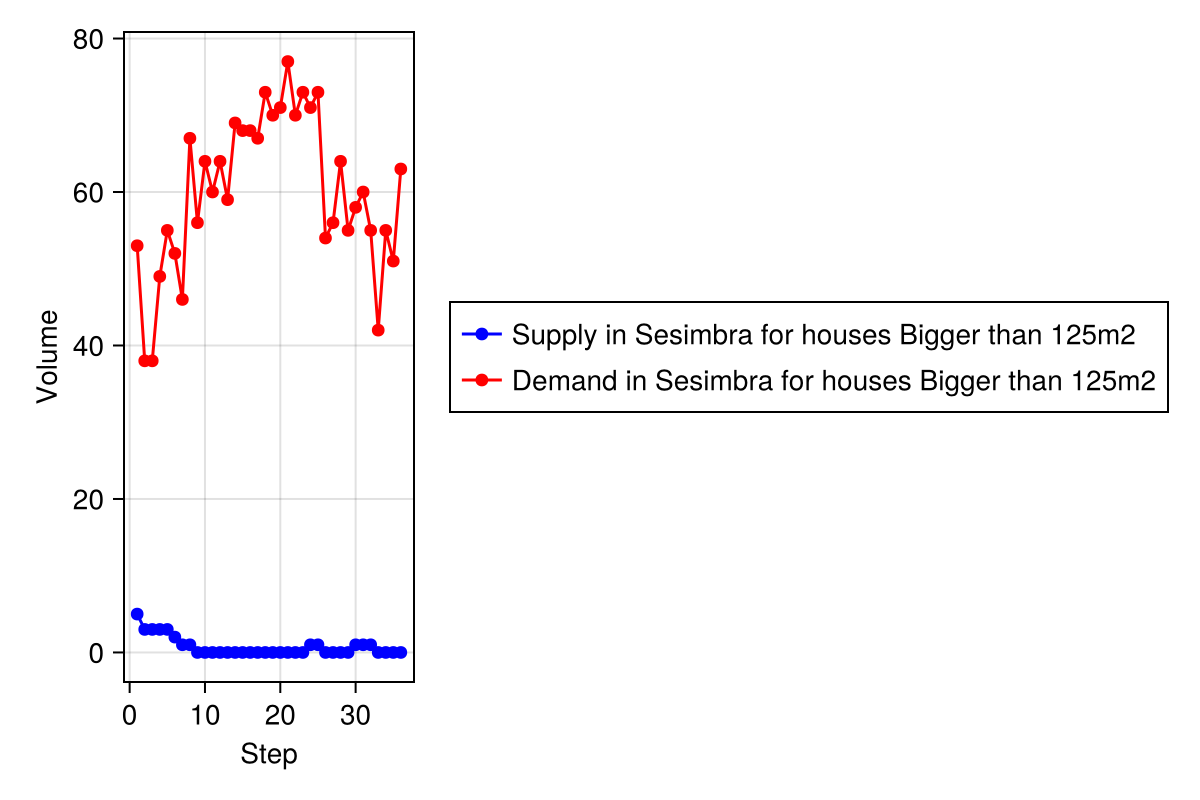 80
60
40
20
0
Volume
0 10 20 30
Step
Supply in Sesimbra for houses Bigger than 125m2
Demand in Sesimbra for houses Bigger than 125m2